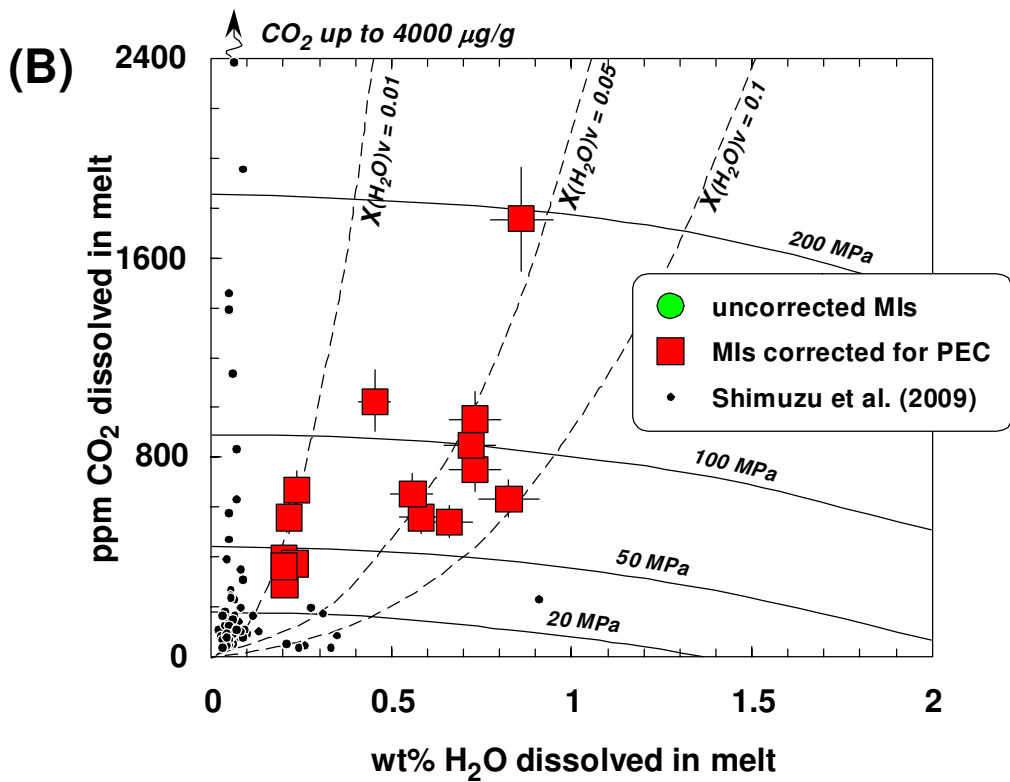 CO2 up to 4000 µg/g
(B)
2400
1600
800
0
ppm CO2 dissolved in melt
X(H2O)v = 0.01
X(H2O)v = 0.05
X(H2O)v = 0.1
200 MPa
uncorrected MIs
MIs corrected for PEC
Shimuzu et al. (2009)
100 MPa
50 MPa
20 MPa
0
0.5
1
1.5
2
wt% H2O dissolved in melt